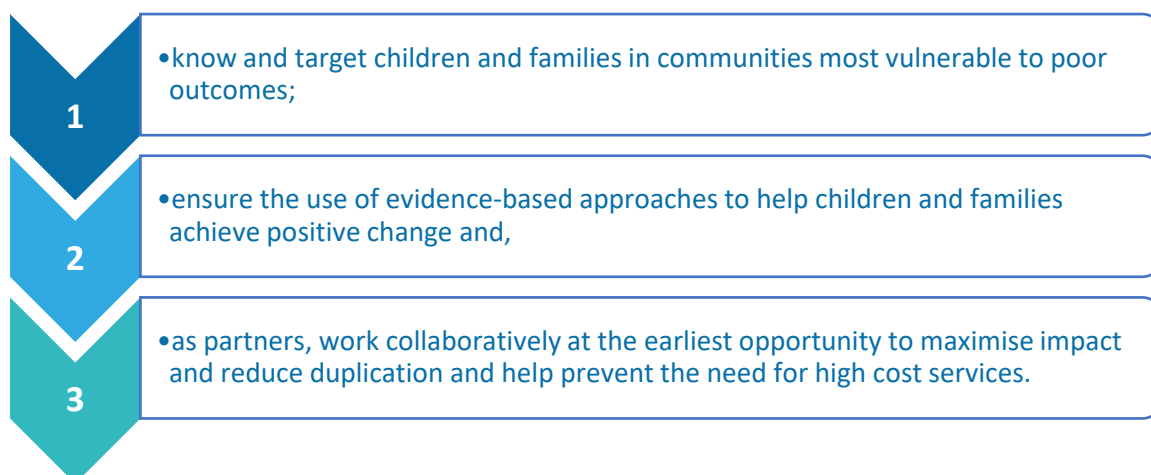 1
•know and target children and families in communities most vulnerable to poor
outcomes;
2
•ensure the use of evidence-based approaches to help children and families
achieve positive change and,
3
•as partners, work collaboratively at the earliest opportunity to maximise impact
and reduce duplication and help prevent the need for high cost services.